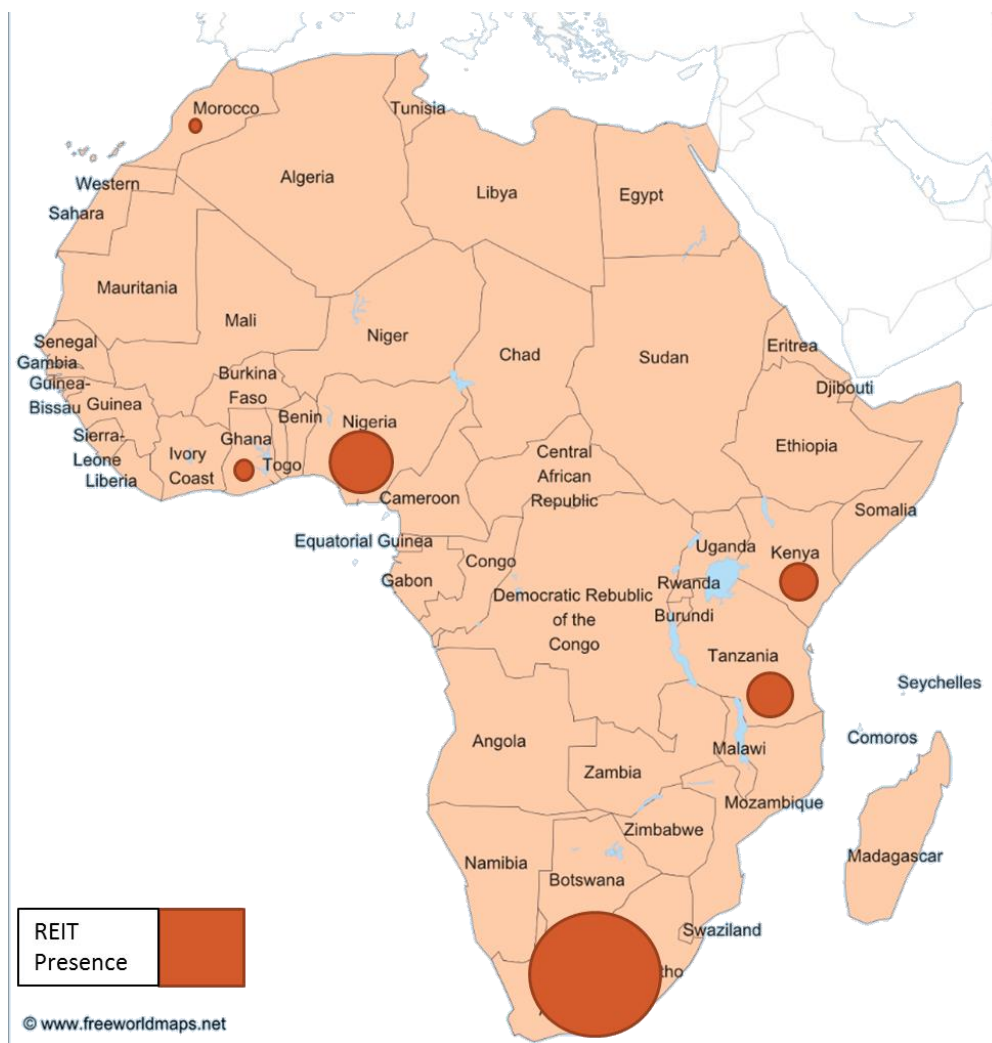 Morocco
Tunisia
Algeria
Libya
Egypt
Western
Sahara
Mauritania
Mali
Niger
Chad
Sudan
Eritrea
Djibouti
Senegal
Gambia
Guinea-
Bissau
Guinea
Burkina
Faso
Benin
Nigeria
Sierra-
Leone
Liberia
Ivory
Coast
Ghana
Togo
Cameroon
Central
African
Republic
Ethiopia
Somalia
Equatorial Guinea
Gabon
Congo
Uganda
Kenya
Rwanda
Burundi
Democratic Rebublic
of the
Congo
Tanzania
Seychelles
Comoros
Angola
Zambia
Malawi
Mozambique
Zimbabwe
Madagascar
Namibia
Botswana
Swaziland
tho
REIT
Presence
© www.freeworldmaps.net